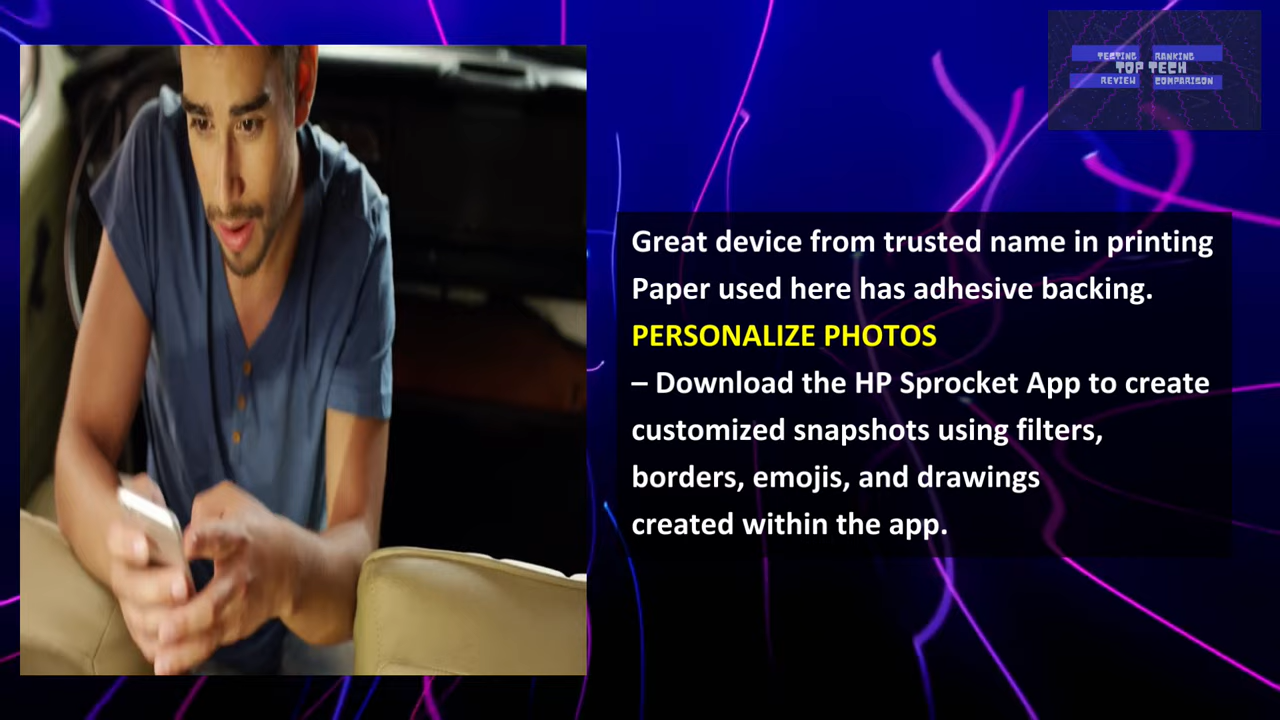 TESTING RANKING
TOP TECH
REVIEW COMPARISON
Great device from trusted name in printing
Paper used here has adhesive backing.
PERSONALIZE PHOTOS
– Download the HP Sprocket App to create
customized snapshots using filters,
borders, emojis, and drawings
created within the app.